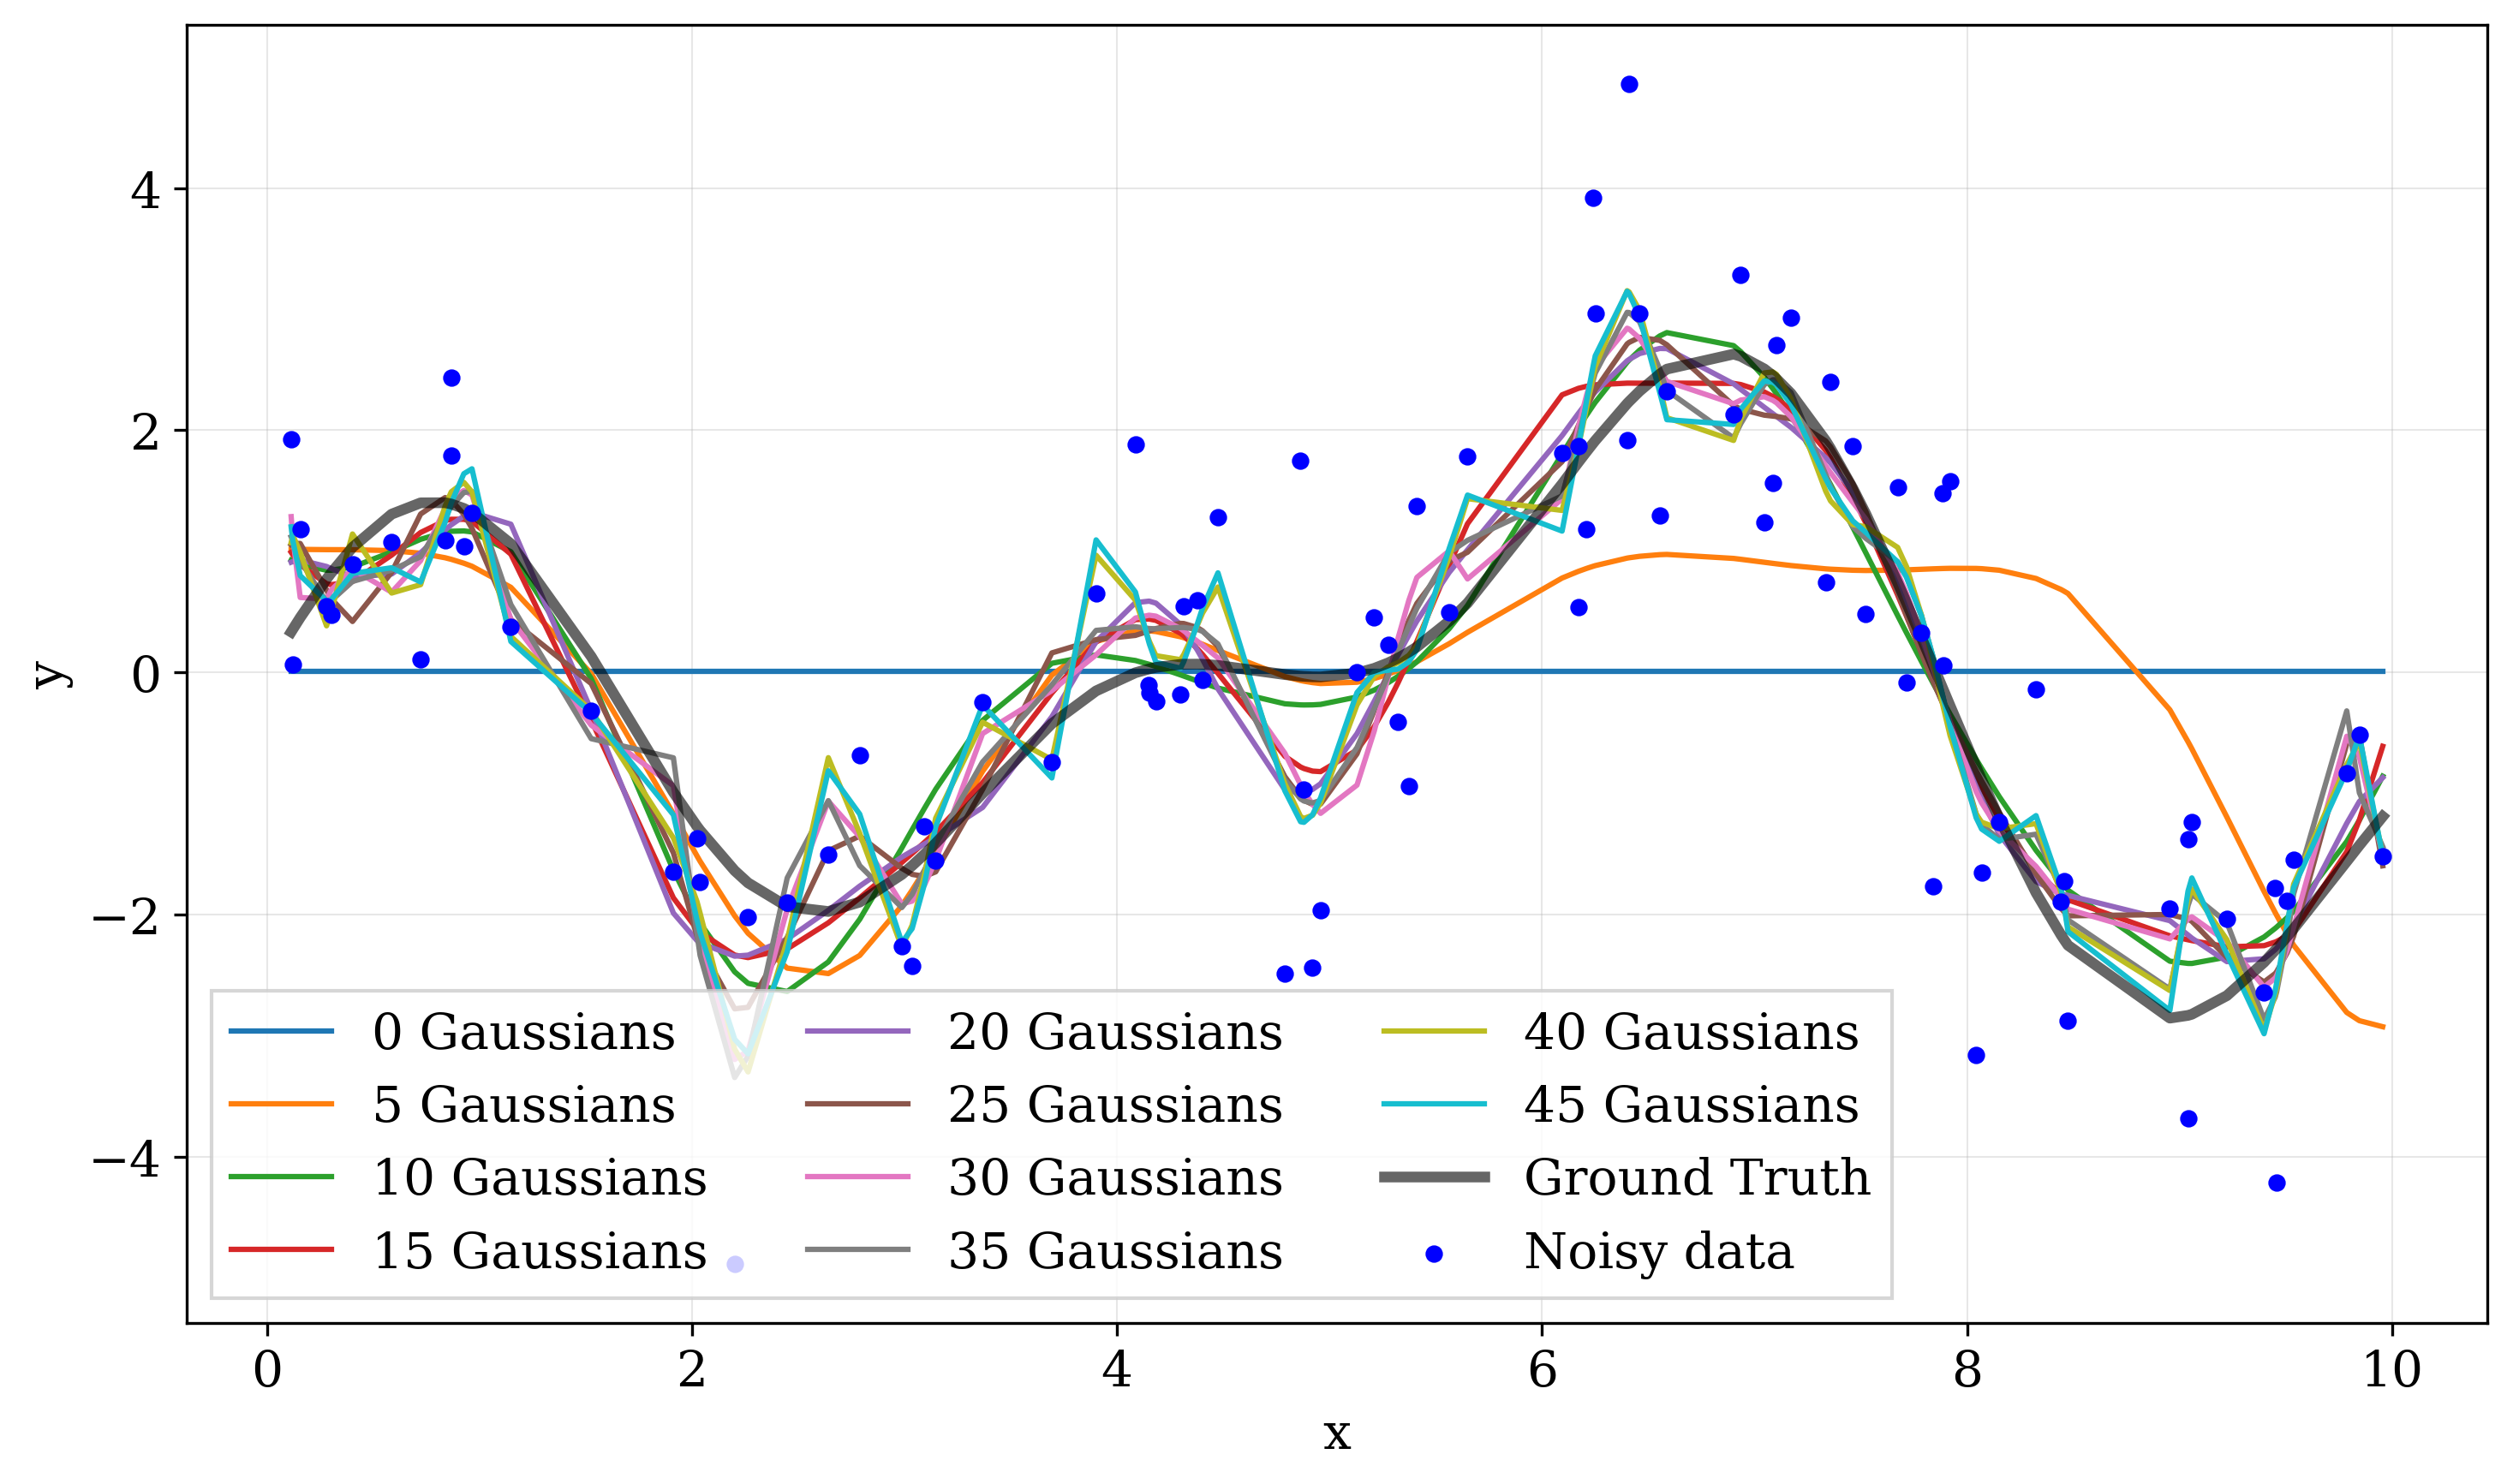 y
4
2
0
−2
−4
0 Gaussians
5 Gaussians
10 Gaussians
15 Gaussians
20 Gaussians
25 Gaussians
30 Gaussians
35 Gaussians
40 Gaussians
45 Gaussians
Ground Truth
Noisy data
0 2 4 6 8 10
x